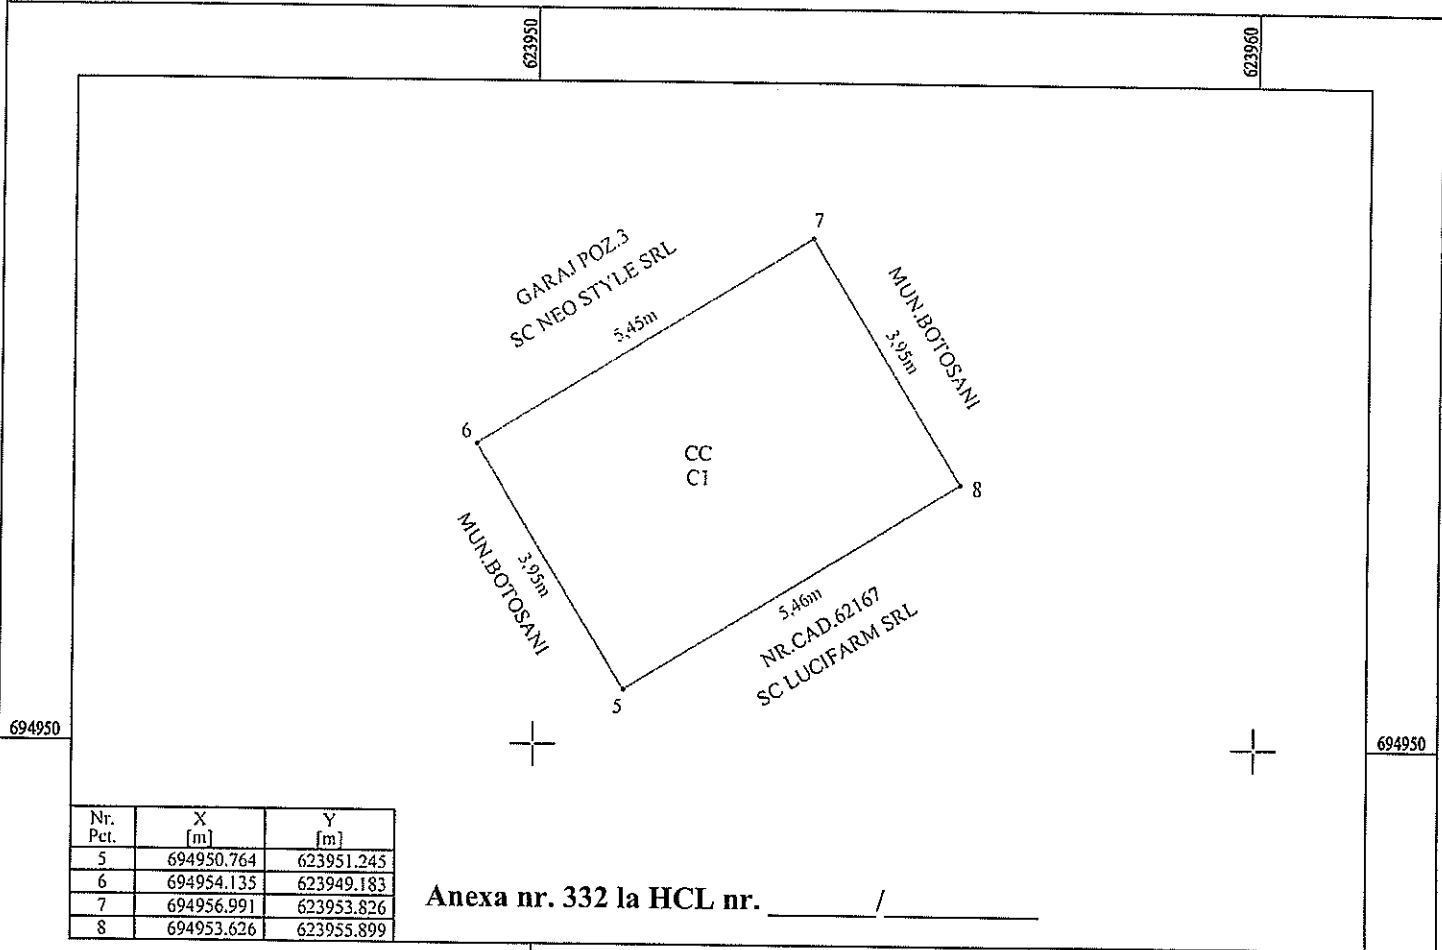 623950
623960
7
GARAJ POZ.3
SC NEO STYLE SRL
5,45m
MUN.BOTOSANI
3,95m
6
CC
C1
8
MUN.BOTOSANI
3,95m
5,46m
NR.CAD.62167
SC LUCIFARM SRL
5
694950
694950
Nr. Pct. X [m] Y [m]
5 694950.764 623951.245
6 694954.135 623949.183
7 694956.991 623953.826
8 694953.626 623955.899
Anexa nr. 332 la HCL nr. ________/___________